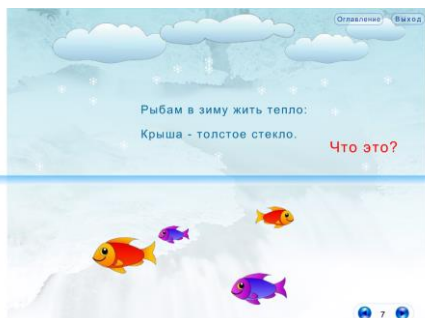 Оглавление Выход
Рыбам в зиму жить тепло:
Крыша - толстое стекло.
Что это?
7